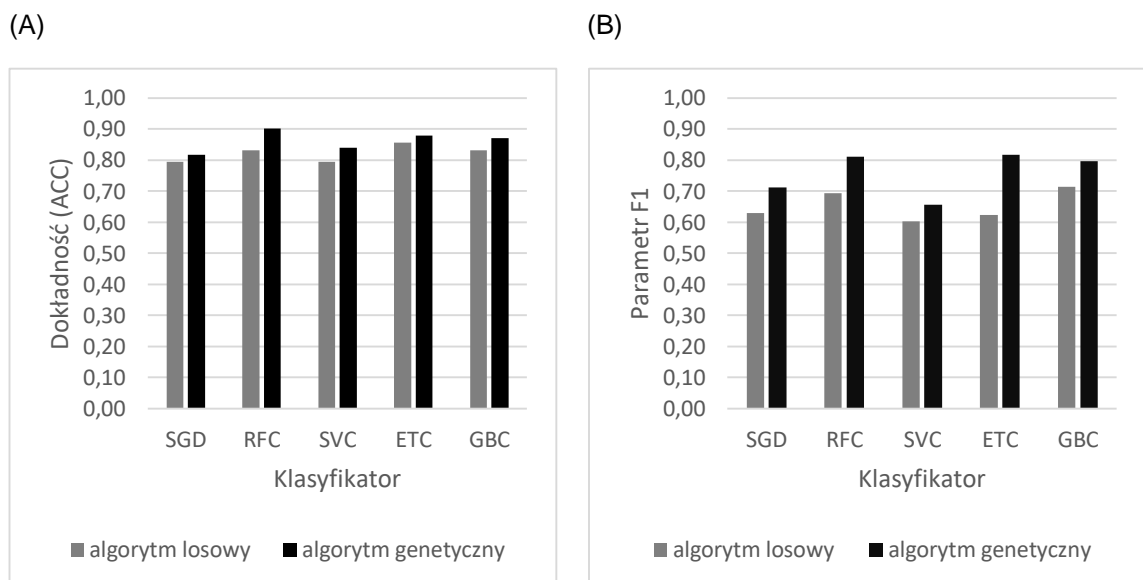 (A)
1,00
0,90
0,80
0,70
0,60
0,50
0,40
0,30
0,20
0,10
0,00
Dokładność (ACC)
SGD RFC SVC ETC GBC
Klasyfikator
algorytm losowy algorytm genetyczny
(B)
1,00
0,90
0,80
0,70
0,60
0,50
0,40
0,30
0,20
0,10
0,00
Parametr F1
SGD RFC SVC ETC GBC
Klasyfikator
algorytm losowy algorytm genetyczny